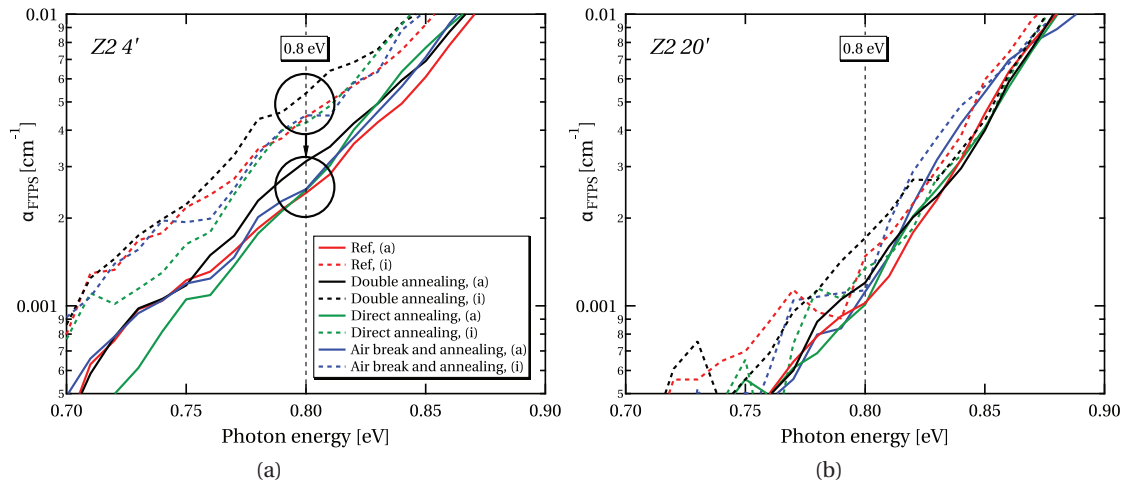 Z2 4'
0.8 eV
0.01
9
8
7
6
5
4
3
2
0.001
9
8
7
6
5
α_FTPS [cm⁻¹]
Ref, (a)
Ref, (i)
Double annealing, (a)
Double annealing, (i)
Direct annealing, (a)
Direct annealing, (i)
Air break and annealing, (a)
Air break and annealing, (i)
0.70 0.75 0.80 0.85 0.90
Photon energy [eV]
(a)
Z2 20'
0.8 eV
0.01
9
8
7
6
5
4
3
2
0.001
9
8
7
6
5
α_FTPS [cm⁻¹]
0.70 0.75 0.80 0.85 0.90
Photon energy [eV]
(b)